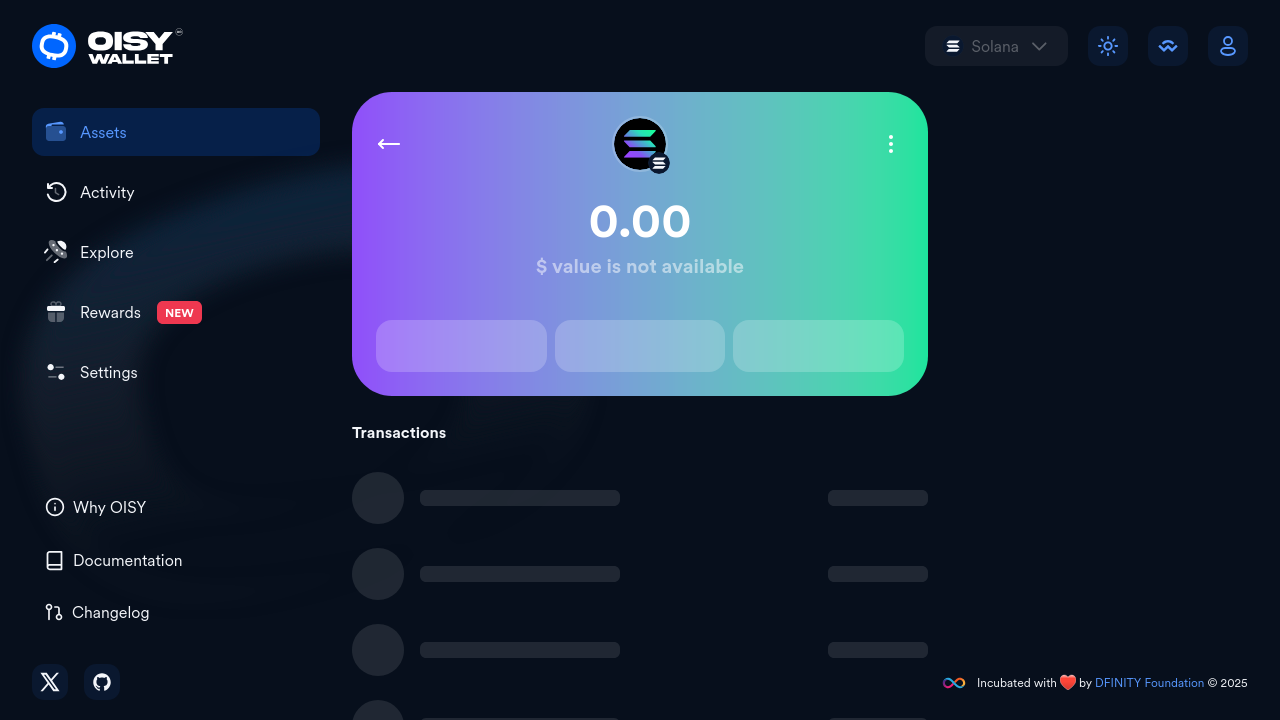 OISY
WALLET
Solana
Assets
Activity
Explore
Rewards NEW
Settings
0.00
$ value is not available
Transactions
Why OISY
Documentation
Changelog
Incubated with ❤️ by DFINITY Foundation © 2025